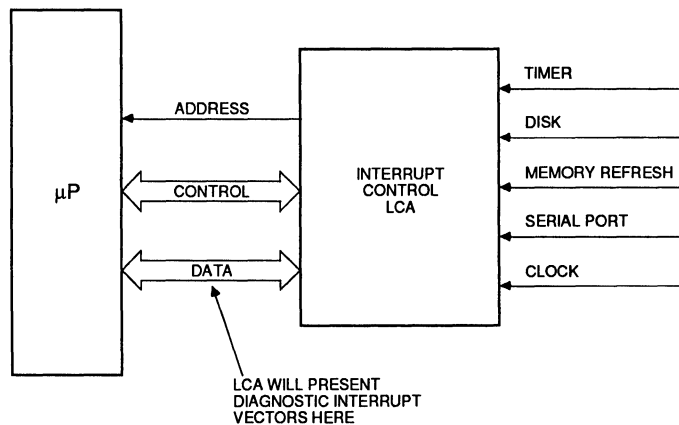 µP
ADDRESS
CONTROL
DATA
INTERRUPT
CONTROL
LCA
TIMER
DISK
MEMORY REFRESH
SERIAL PORT
CLOCK
LCA WILL PRESENT
DIAGNOSTIC INTERRUPT
VECTORS HERE